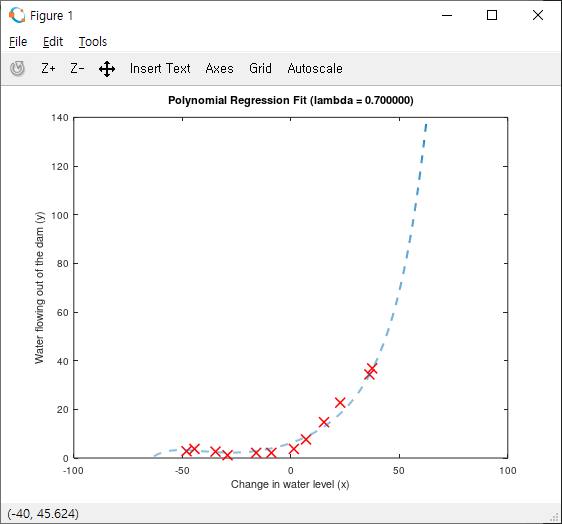 Figure 1
File Edit Tools
Z+ Z- Insert Text Axes Grid Autoscale
Polynomial Regression Fit (lambda = 0.700000)
140
120
100
80
60
40
20
0
Water flowing out of the dam (y)
-100 -50 0 50 100
Change in water level (x)
(-40, 45.624)